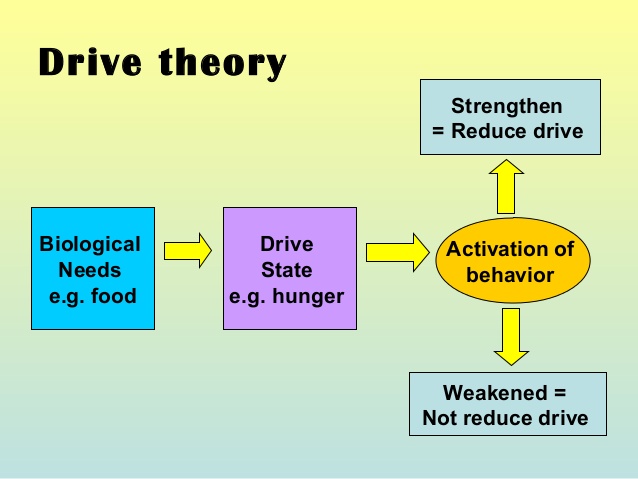 Drive theory
Strengthen
= Reduce drive
Biological
Needs
e.g. food
Drive
State
e.g. hunger
Activation of
behavior
Weakened =
Not reduce drive